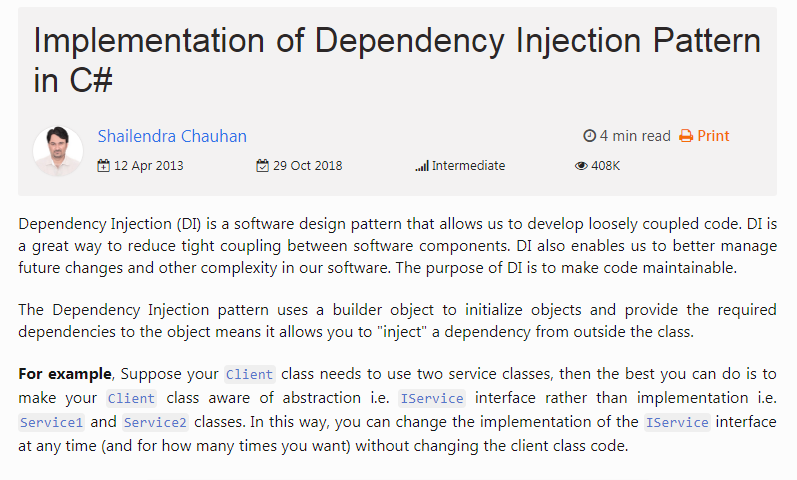 Implementation of Dependency Injection Pattern
in C#
Shailendra Chauhan
4 min read Print
12 Apr 2013 29 Oct 2018 Intermediate 408K
Dependency Injection (DI) is a software design pattern that allows us to develop loosely coupled code. DI is
a great way to reduce tight coupling between software components. DI also enables us to better manage
future changes and other complexity in our software. The purpose of DI is to make code maintainable.
The Dependency Injection pattern uses a builder object to initialize objects and provide the required
dependencies to the object means it allows you to "inject" a dependency from outside the class.
For example, Suppose your Client class needs to use two service classes, then the best you can do is to
make your Client class aware of abstraction i.e. IService interface rather than implementation i.e.
Service1 and Service2 classes. In this way, you can change the implementation of the IService interface
at any time (and for how many times you want) without changing the client class code.